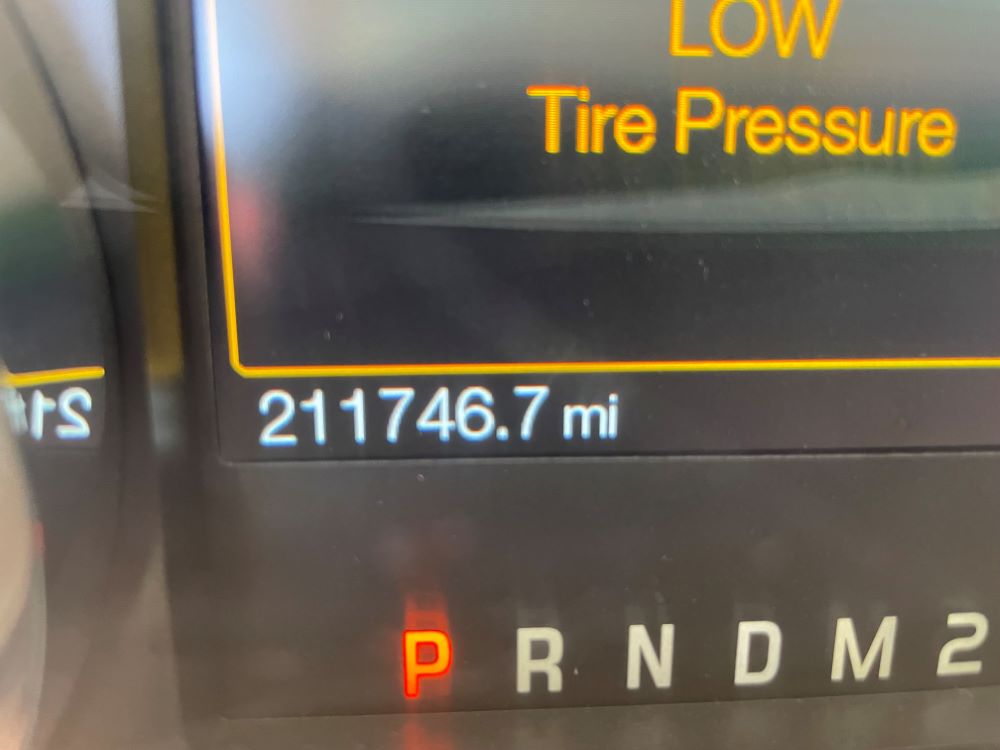 LOW
Tire Pressure
211746.7 mi
P R N D M 2